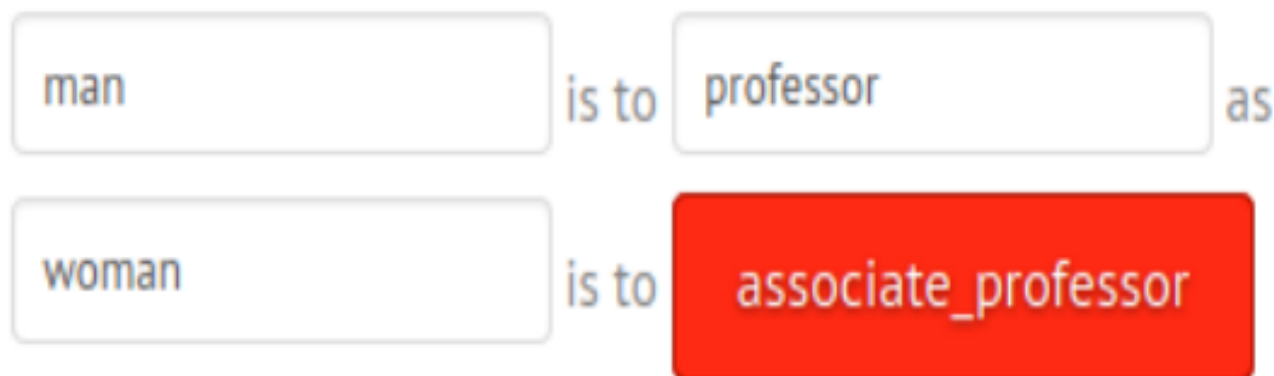 man is to professor as
woman is to associate_professor